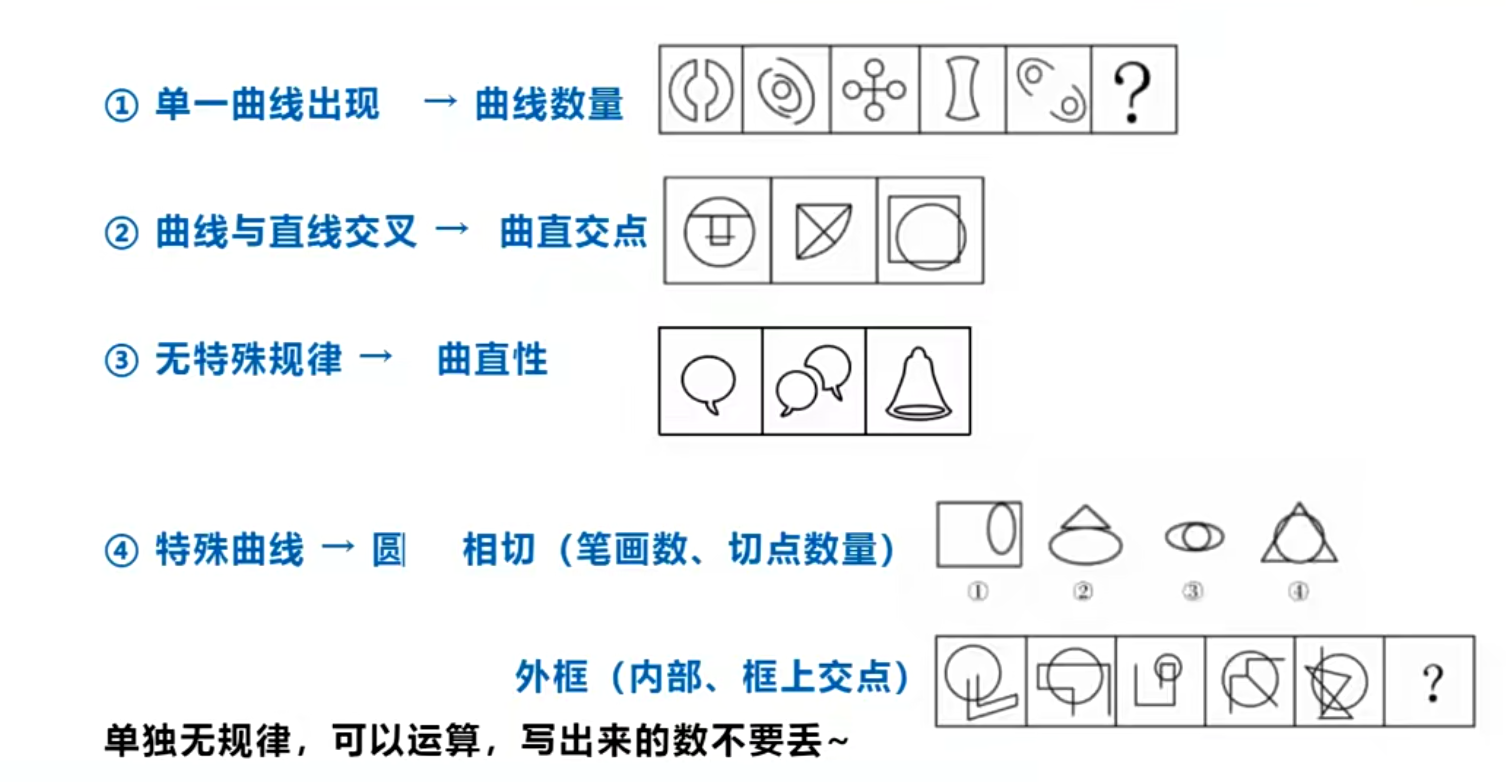 ① 单一曲线出现 → 曲线数量
?
② 曲线与直线交叉 → 曲直交点
③ 无特殊规律 → 曲直性
④ 特殊曲线 → 圆 相切（笔画数、切点数量）
① ② ③ ④
外框（内部、框上交点）
?
单独无规律，可以运算，写出来的数不要丢~